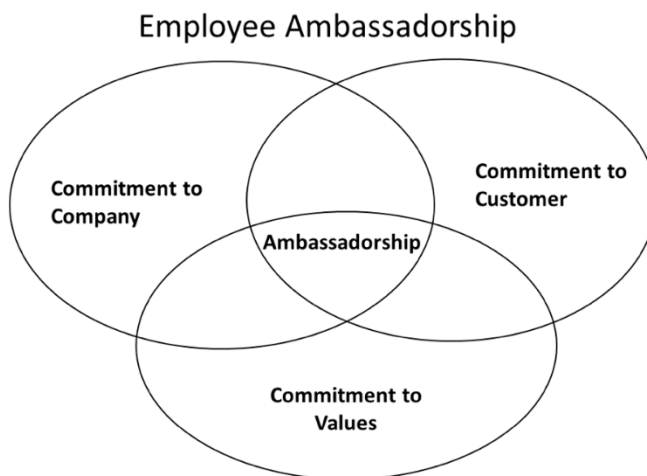 Employee Ambassadorship
Commitment to
Company
Commitment to
Customer
Ambassadorship
Commitment to
Values